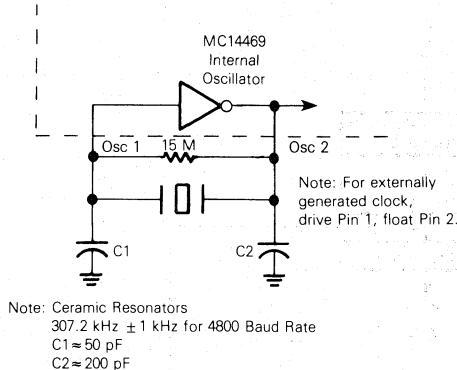 MC14469
Internal
Oscillator
Osc 1
15 M
Osc 2
Note: For externally
generated clock,
drive Pin 1, float Pin 2.
C1
C2
Note: Ceramic Resonators
307.2 kHz ± 1 kHz for 4800 Baud Rate
C1 ≈ 50 pF
C2 ≈ 200 pF